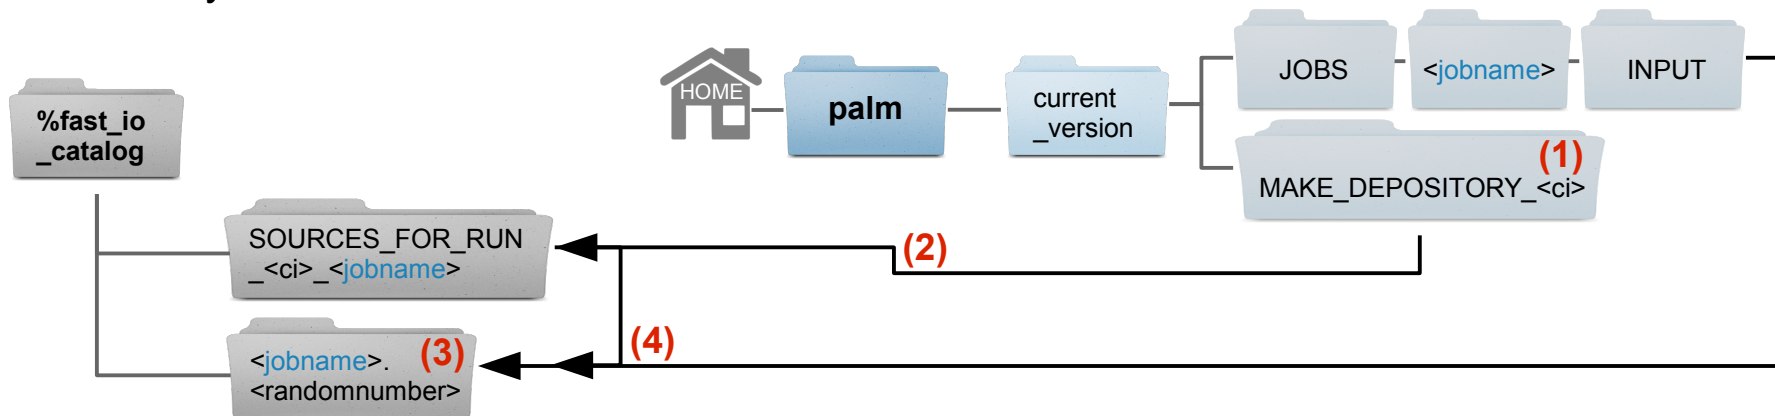 HOME
palm
current
_version
JOBS
<jobname>
INPUT
(1)
MAKE_DEPOSITORY_<ci>
%fast_io
_catalog
SOURCES_FOR_RUN
_<ci>_<jobname>
(2)
<jobname>.
<randomnumber>
(3)
(4)